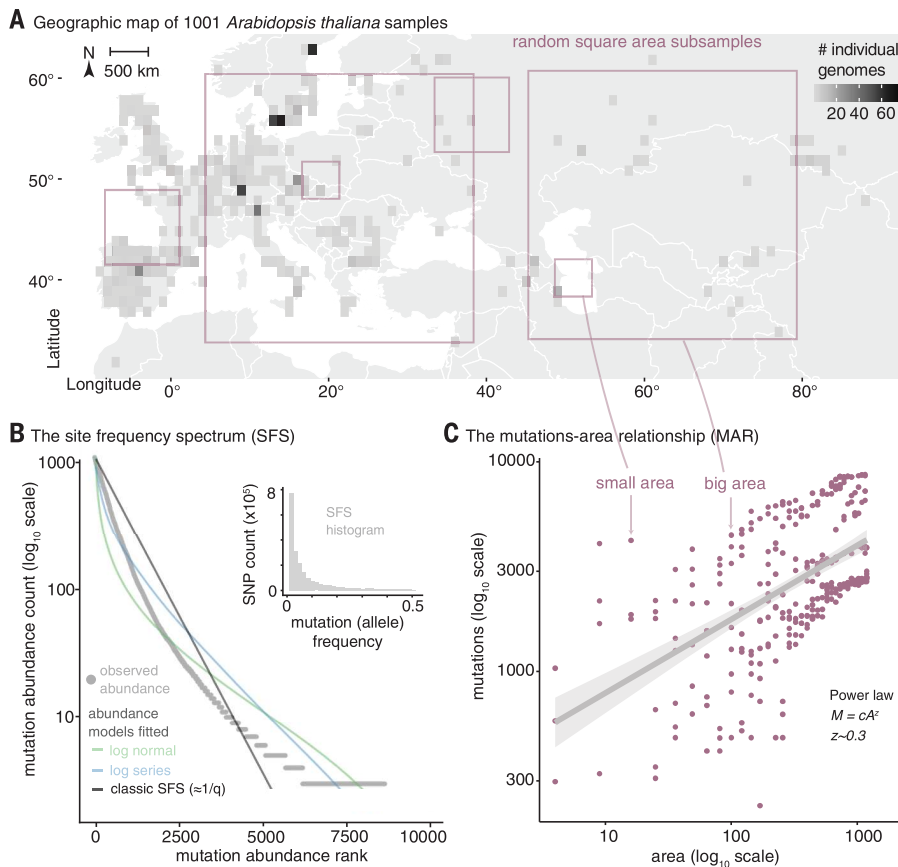 A Geographic map of 1001 Arabidopsis thaliana samples
random square area subsamples
# individual
genomes
20 40 60
N
500 km
60°
50°
40°
Latitude
Longitude
0°
20°
40°
60°
80°
B The site frequency spectrum (SFS)
mutation abundance count (log10 scale)
1000
100
10
SNP count (x10⁵)
8
0
SFS
histogram
0
0.5
mutation (allele)
frequency
observed
abundance
abundance
models fitted
log normal
log series
classic SFS (≈1/q)
0
2500
5000
7500
10000
mutation abundance rank
C The mutations-area relationship (MAR)
small area
big area
mutations (log10 scale)
10000
3000
1000
300
Power law
M = cAᶻ
z~0.3
10
100
1000
area (log10 scale)